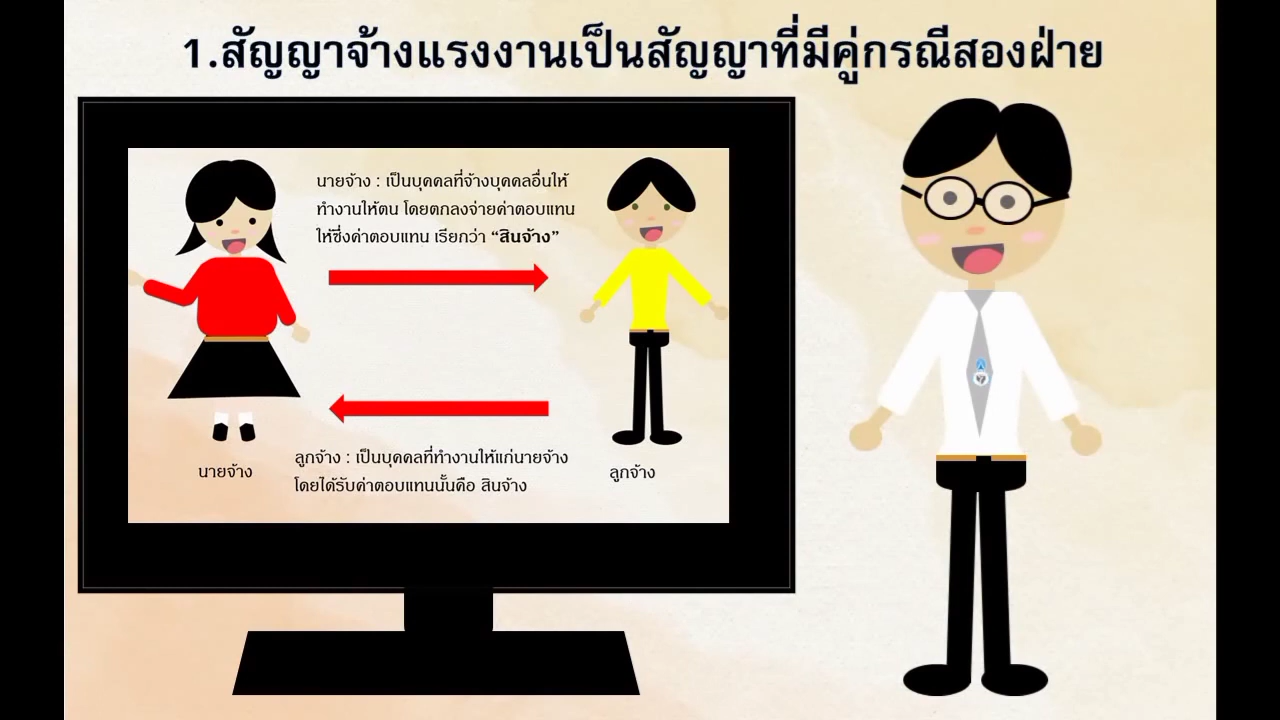 1.สัญญาจ้างแรงงานเป็นสัญญาที่มีคู่กรณีสองฝ่าย
นายจ้าง : เป็นบุคคลที่จ้างบุคคลอื่นให้
ทำงานให้ตน โดยตกลงจ่ายค่าตอบแทน
ให้ซึ่งค่าตอบแทน เรียกว่า “สินจ้าง”
นายจ้าง
ลูกจ้าง : เป็นบุคคลที่ทำงานให้แก่นายจ้าง
โดยได้รับค่าตอบแทนนั้นคือ สินจ้าง
ลูกจ้าง